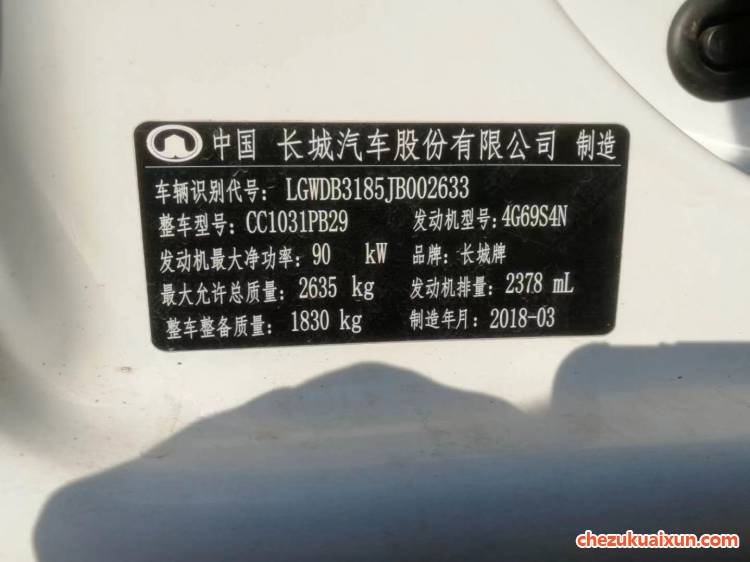 中国 长城汽车股份有限公司 制造
车辆识别代号: LGWDB3185JB002633
整车型号: CC1031PB29 发动机型号: 4G69S4N
发动机最大净功率: 90 kW 品牌: 长城牌
最大允许总质量: 2635 kg 发动机排量: 2378 mL
整车整备质量: 1830 kg 制造年月: 2018-03
chezukuaixun.com